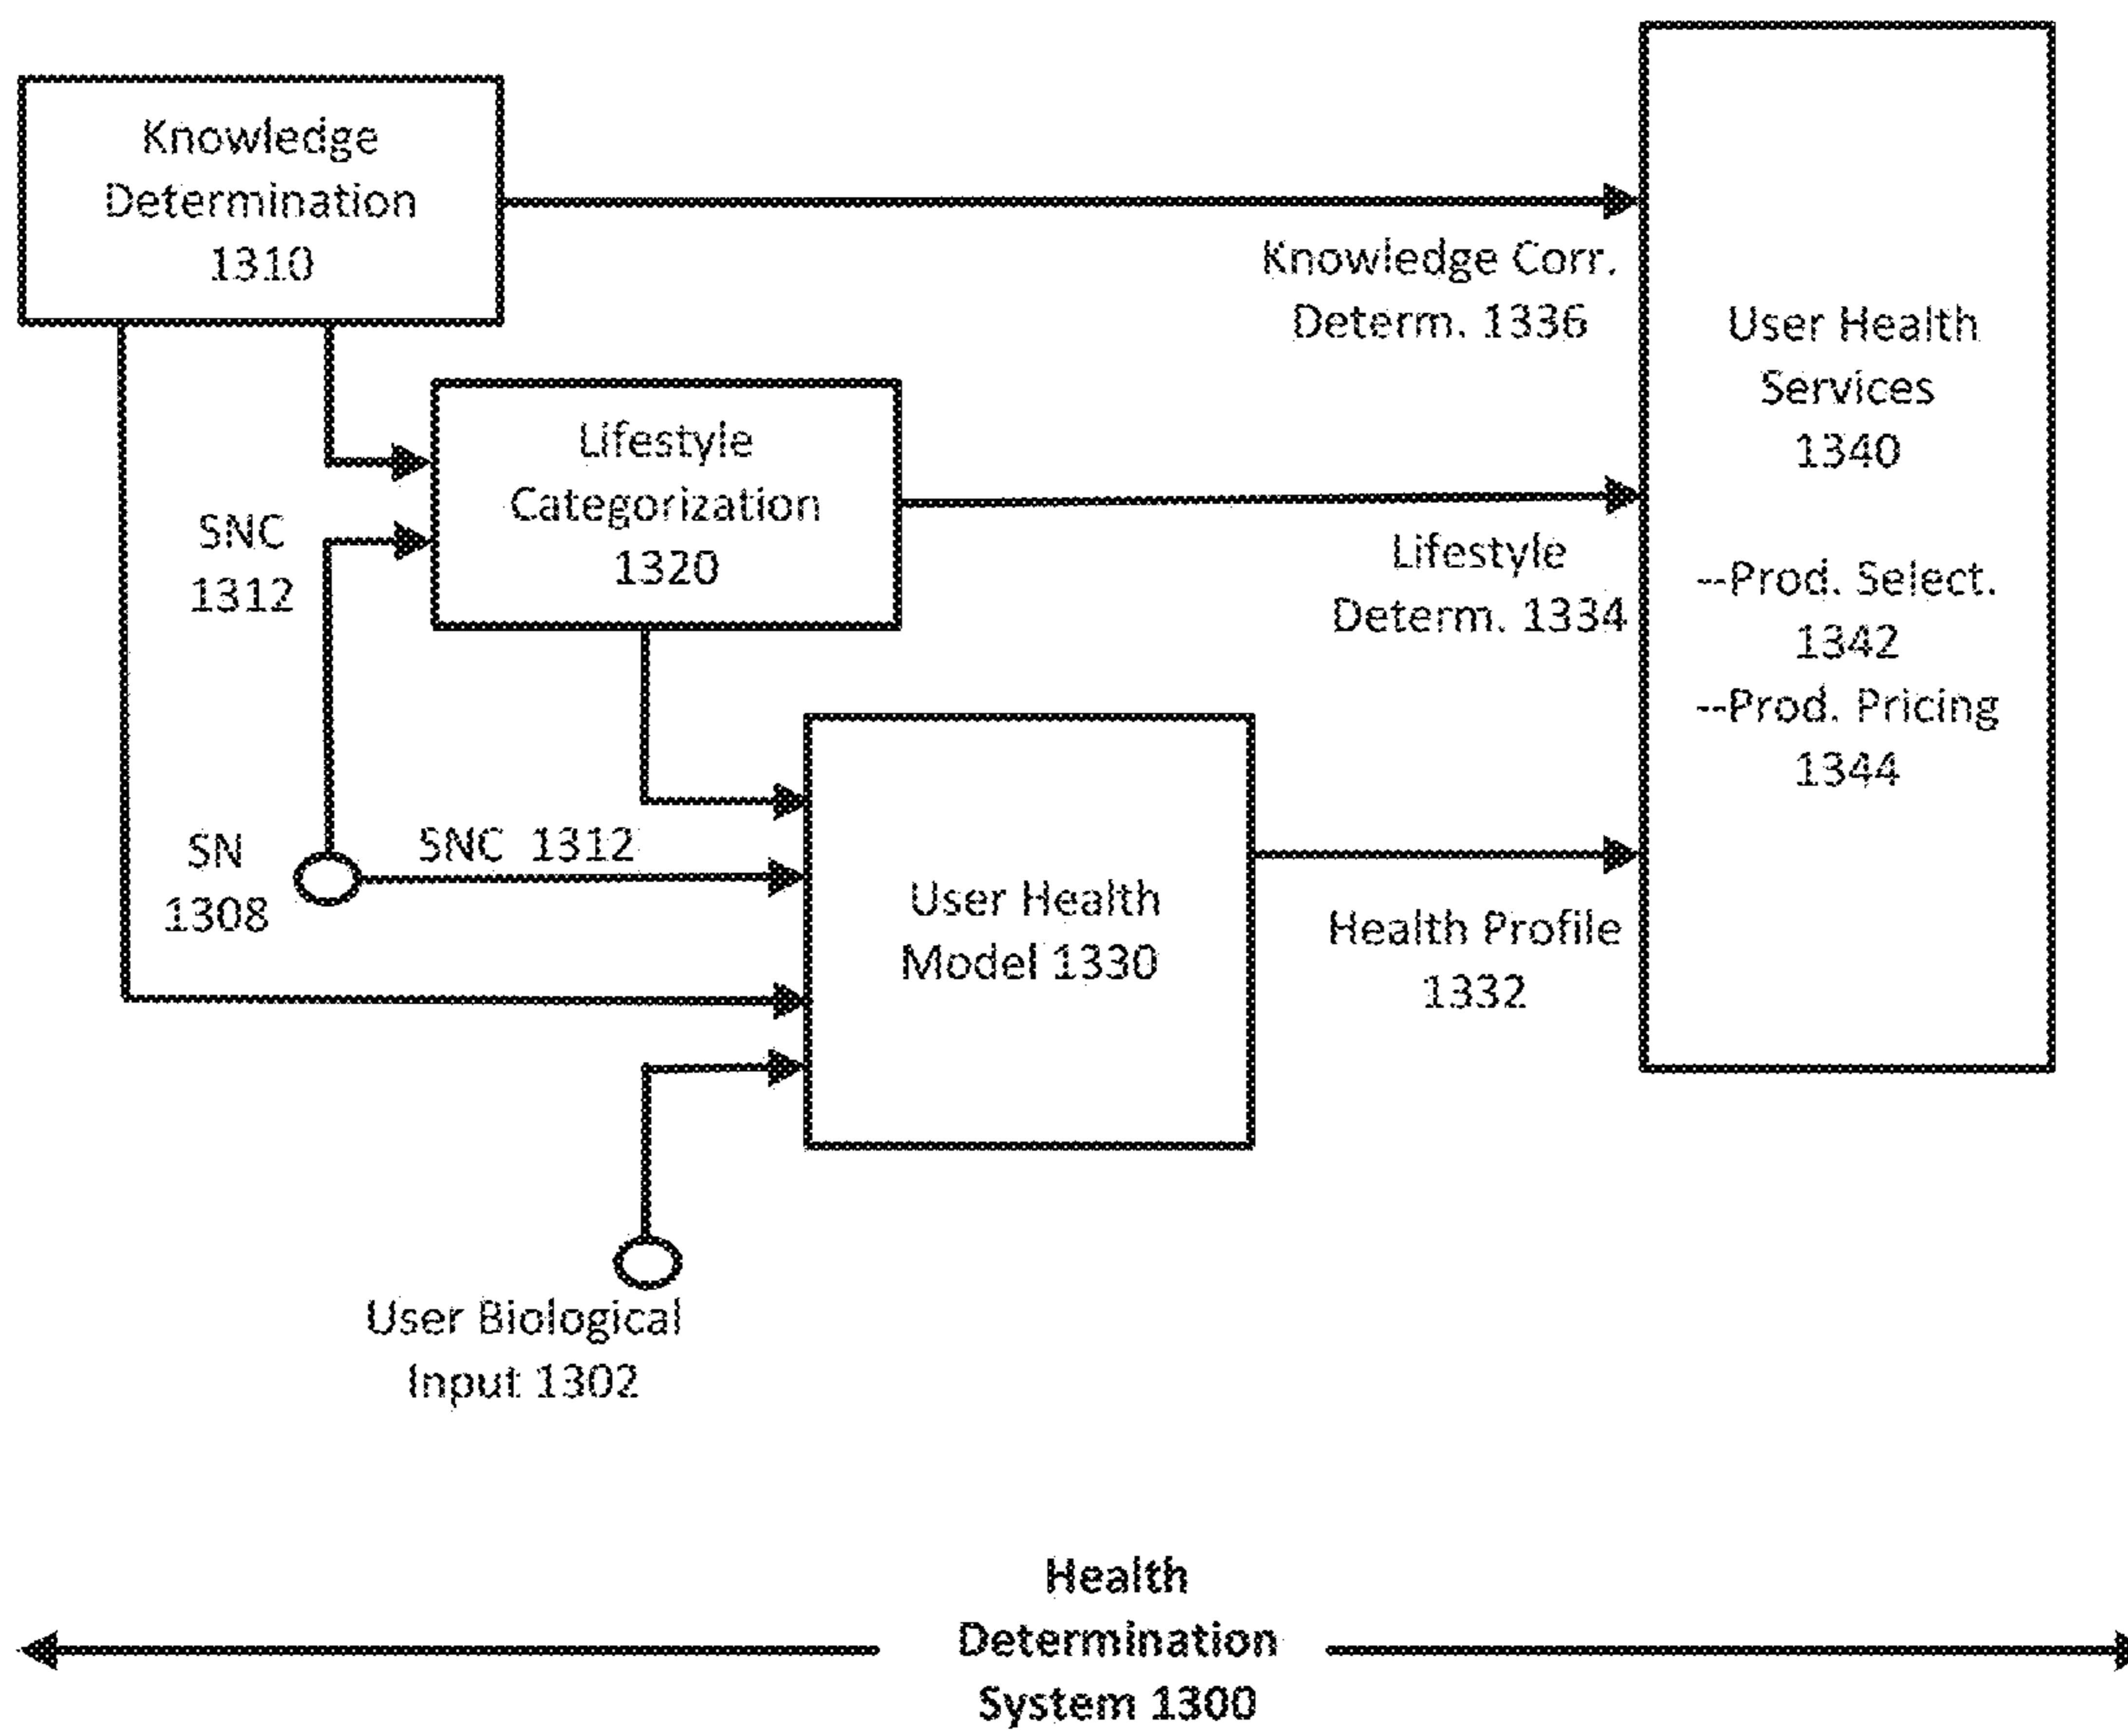 Knowledge
Determination
1310
Knowledge Corr.
Determ. 1336
User Health
Services
1340
--Prod. Select.
1342
--Prod. Pricing
1344
Lifestyle
Categorization
1320
SNC
1312
Lifestyle
Determ. 1334
SN
1308
SNC 1312
User Health
Model 1330
Health Profile
1332
User Biological
Input 1302
Health
Determination
System 1300